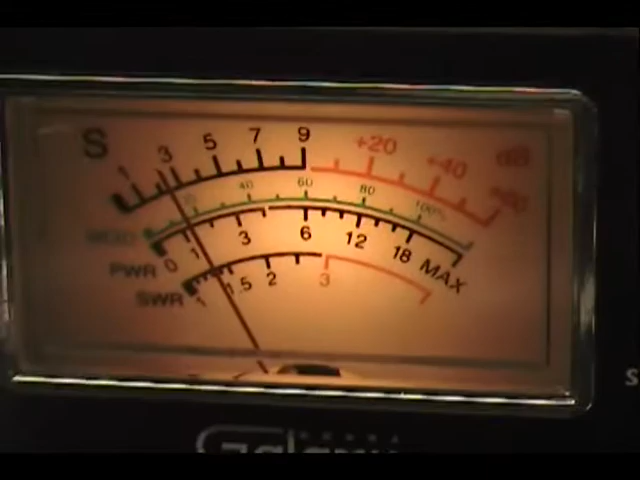 S 1 3 5 7 9 +20 +40 +60 dB
MOD 20 40 60 80 100%
PWR 0 1 3 6 12 18 MAX
SWR 1 1.5 2 3
Galaxy
S